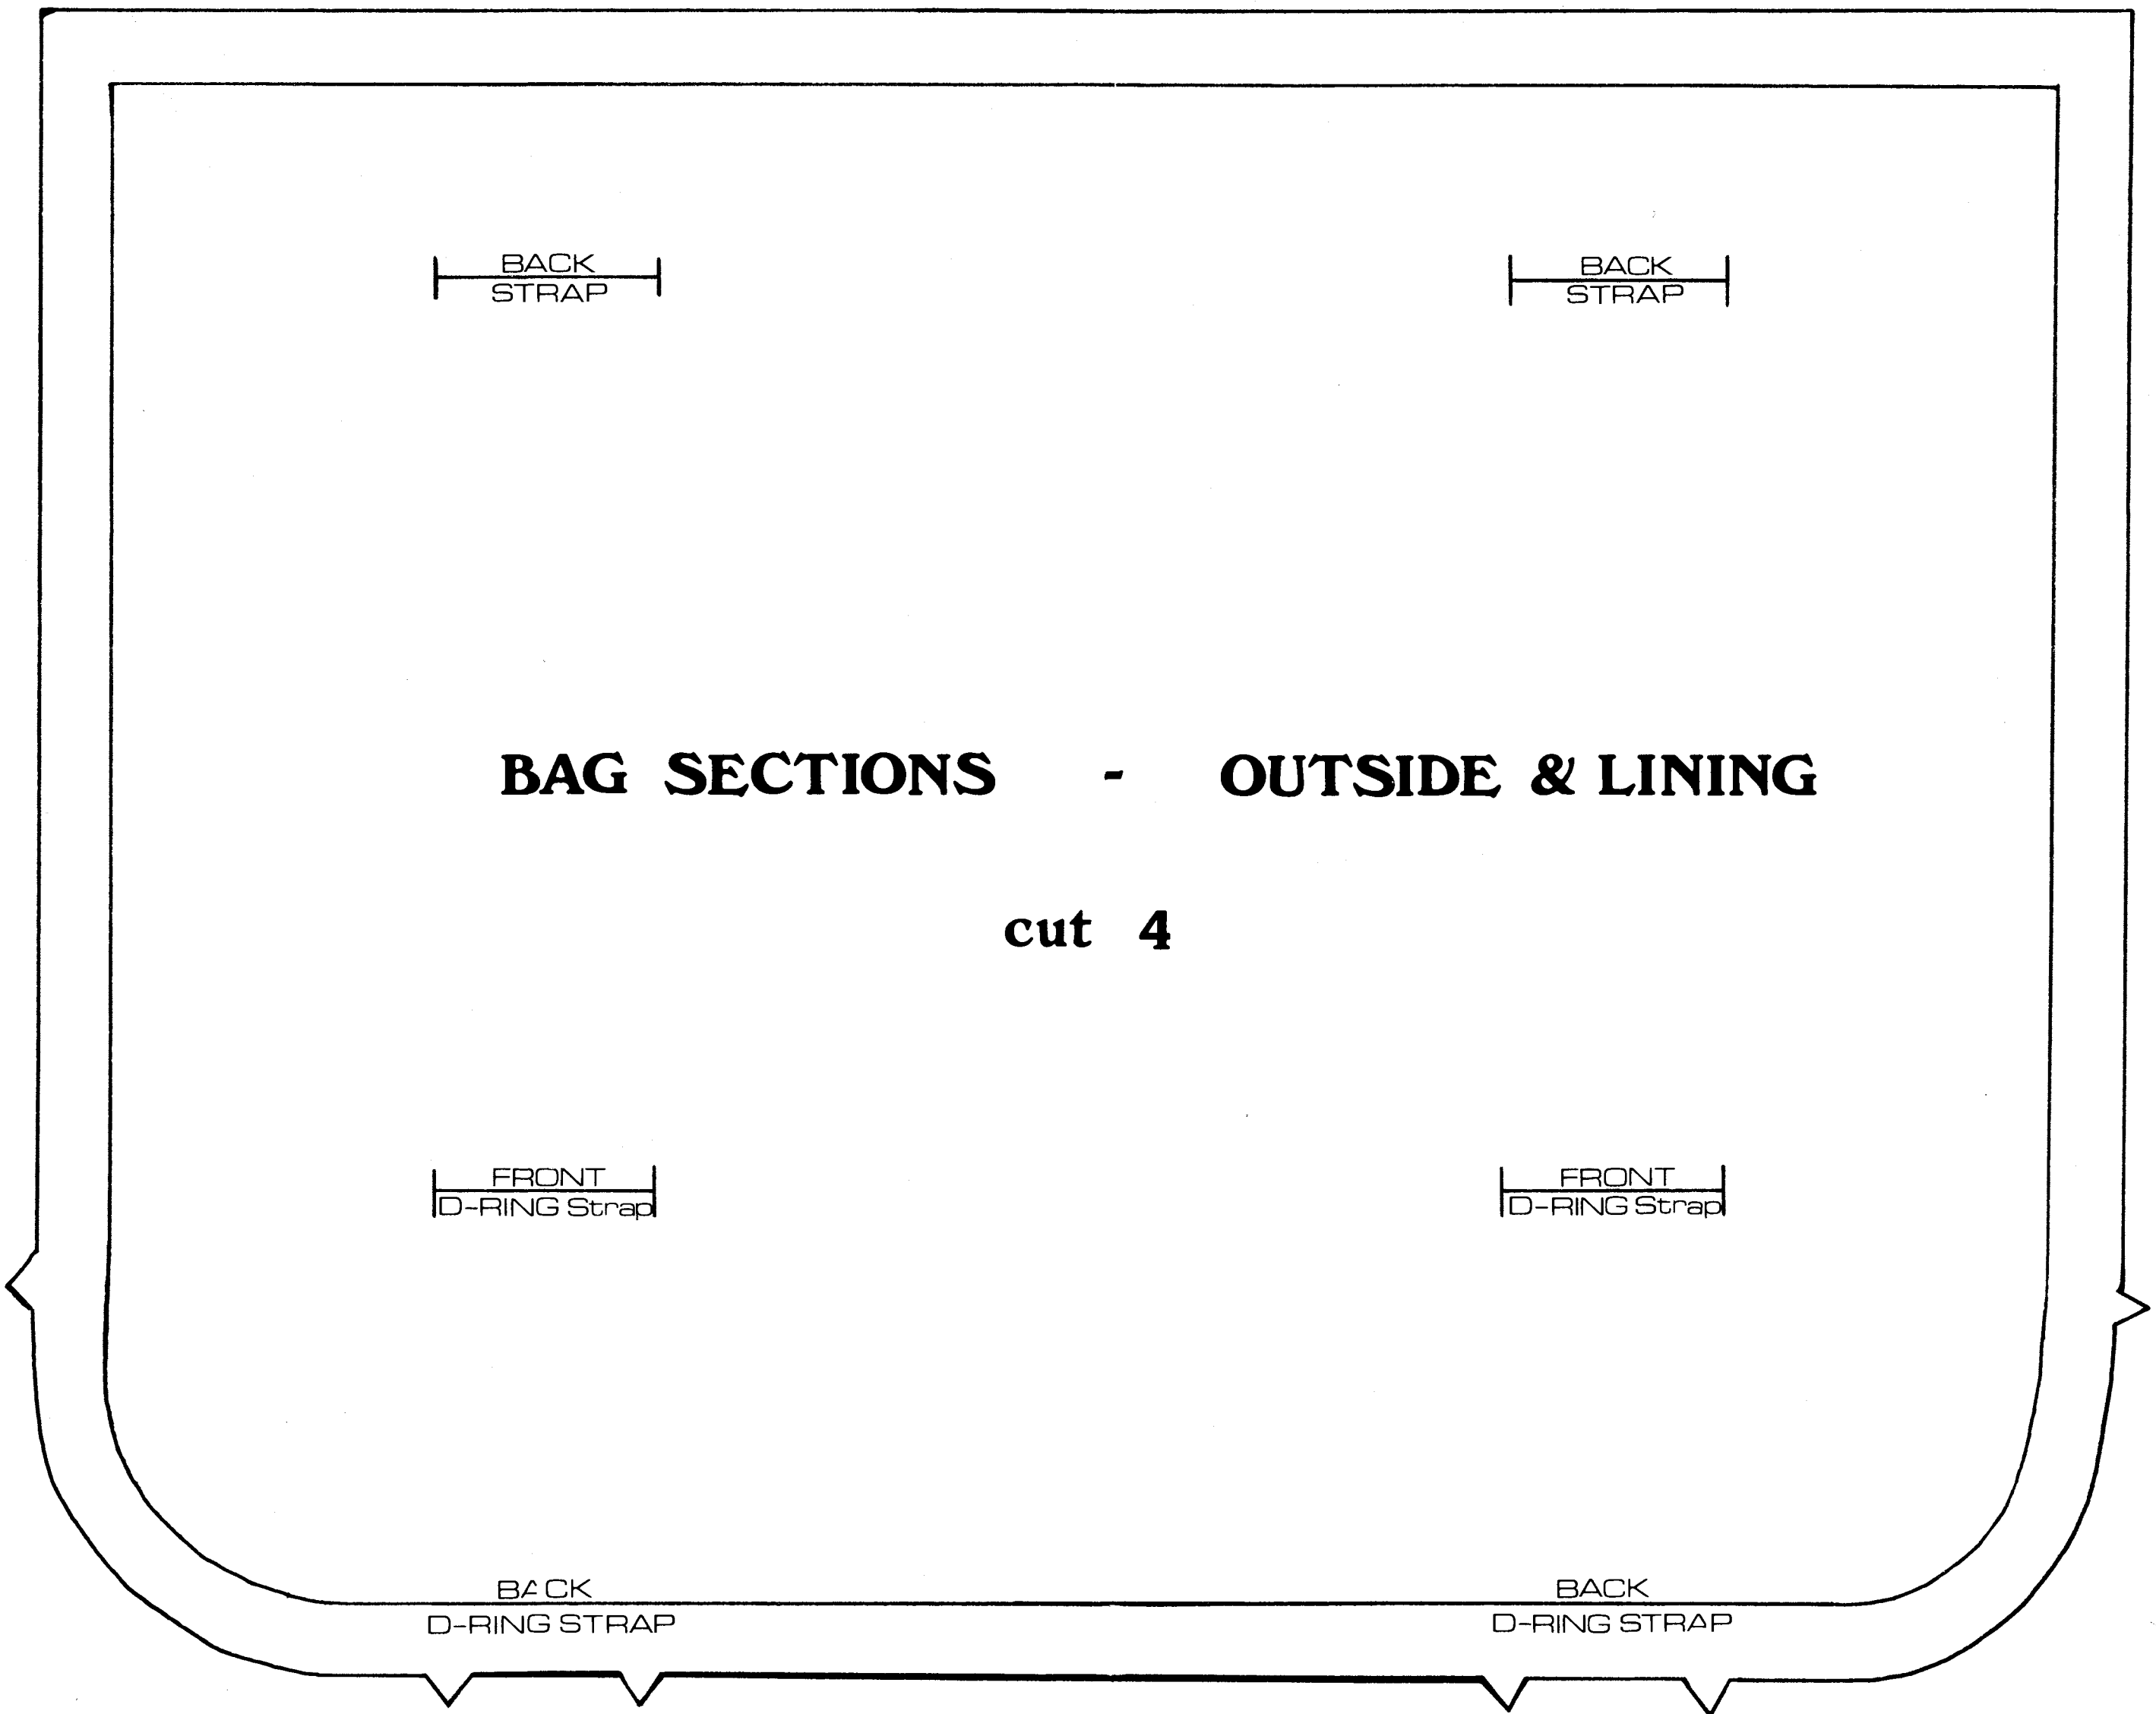 BACK
STRAP
BACK
STRAP
BAG SECTIONS - OUTSIDE & LINING
cut 4
FRONT
D-RING Strap
FRONT
D-RING Strap
BACK
D-RING STRAP
BACK
D-RING STRAP